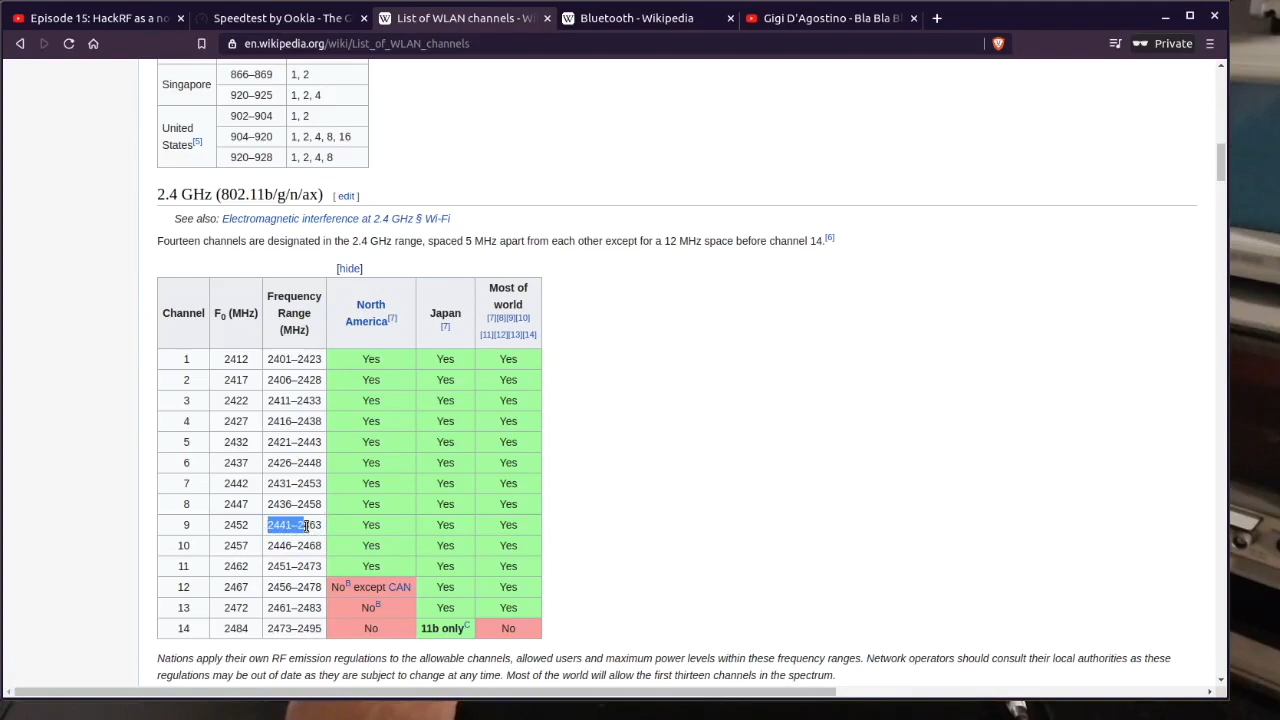 Episode 15: HackRF as a no
Speedtest by Ookla - The G
List of WLAN channels - Wi
Bluetooth - Wikipedia
Gigi D'Agostino - Bla Bla Bl
en.wikipedia.org/wiki/List_of_WLAN_channels
Private
Singapore 866–869 1, 2
920–925 1, 2, 4
United States[5] 902–904 1, 2
904–920 1, 2, 4, 8, 16
920–928 1, 2, 4, 8
2.4 GHz (802.11b/g/n/ax) [ edit ]
See also: Electromagnetic interference at 2.4 GHz § Wi-Fi
Fourteen channels are designated in the 2.4 GHz range, spaced 5 MHz apart from each other except for a 12 MHz space before channel 14.[6]
[hide]
Channel F0 (MHz) Frequency Range (MHz) North America[7] Japan [7] Most of world [7][8][9][10] [11][12][13][14]
1 2412 2401–2423 Yes Yes Yes
2 2417 2406–2428 Yes Yes Yes
3 2422 2411–2433 Yes Yes Yes
4 2427 2416–2438 Yes Yes Yes
5 2432 2421–2443 Yes Yes Yes
6 2437 2426–2448 Yes Yes Yes
7 2442 2431–2453 Yes Yes Yes
8 2447 2436–2458 Yes Yes Yes
9 2452 2441–2463 Yes Yes Yes
10 2457 2446–2468 Yes Yes Yes
11 2462 2451–2473 Yes Yes Yes
12 2467 2456–2478 NoB except CAN Yes Yes
13 2472 2461–2483 NoB Yes Yes
14 2484 2473–2495 No 11b onlyC No
Nations apply their own RF emission regulations to the allowable channels, allowed users and maximum power levels within these frequency ranges. Network operators should consult their local authorities as these
regulations may be out of date as they are subject to change at any time. Most of the world will allow the first thirteen channels in the spectrum.